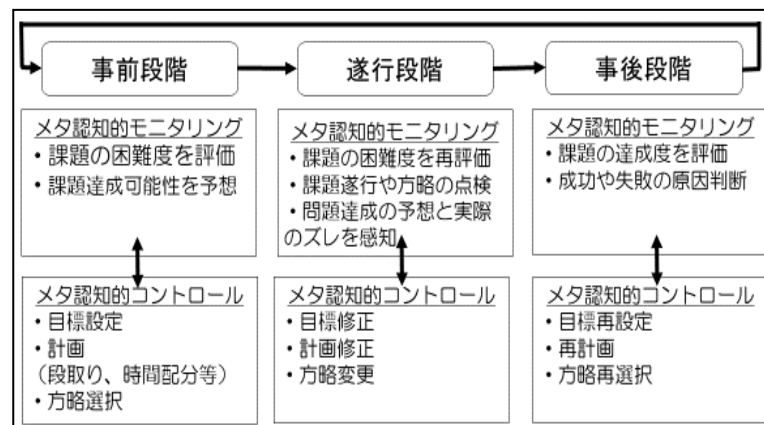 事前段階
遂行段階
事後段階
メタ認知的モニタリング
・課題の困難度を評価
・課題達成可能性を予想
メタ認知的モニタリング
・課題の困難度を再評価
・課題遂行や方略の点検
・問題達成の予想と実際
のズレを感知
メタ認知的モニタリング
・課題の達成度を評価
・成功や失敗の原因判断
メタ認知的コントロール
・目標設定
・計画
（段取り、時間配分等）
・方略選択
メタ認知的コントロール
・目標修正
・計画修正
・方略変更
メタ認知的コントロール
・目標再設定
・再計画
・方略再選択